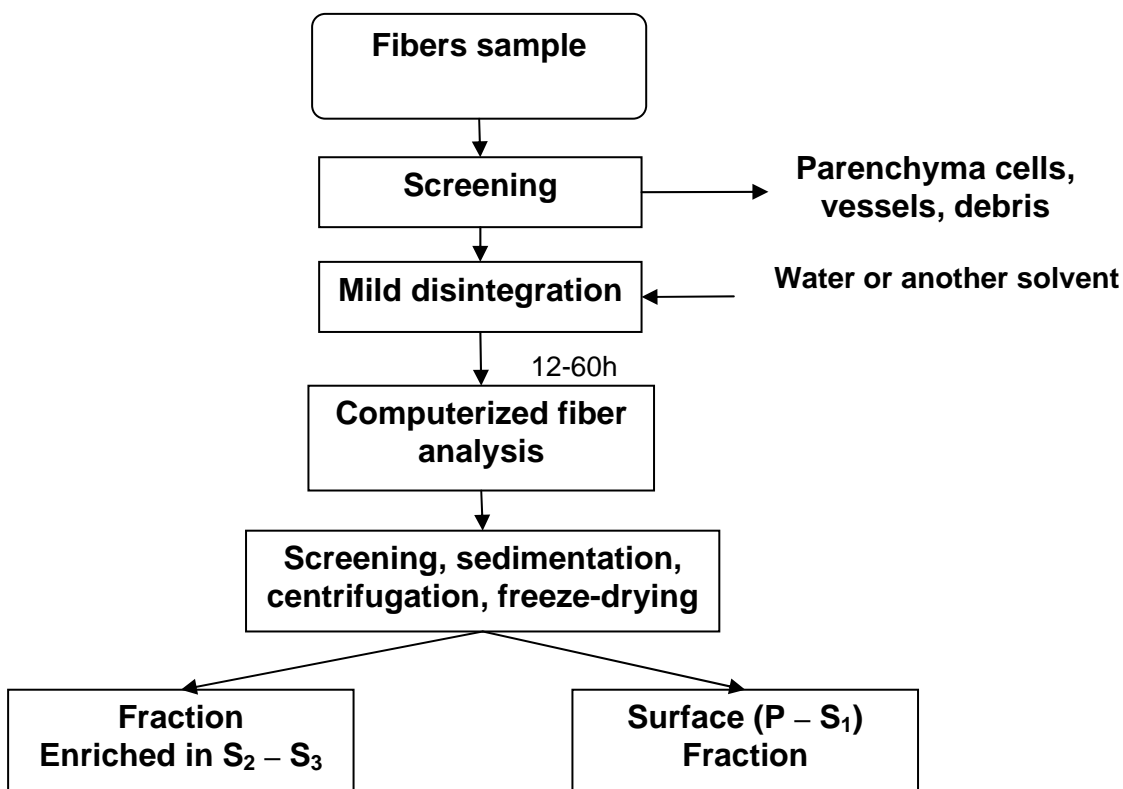 Fibers sample
Screening
Parenchyma cells,
vessels, debris
Mild disintegration
Water or another solvent
12-60h
Computerized fiber
analysis
Screening, sedimentation,
centrifugation, freeze-drying
Fraction
Enriched in S₂ – S₃
Surface (P – S₁)
Fraction